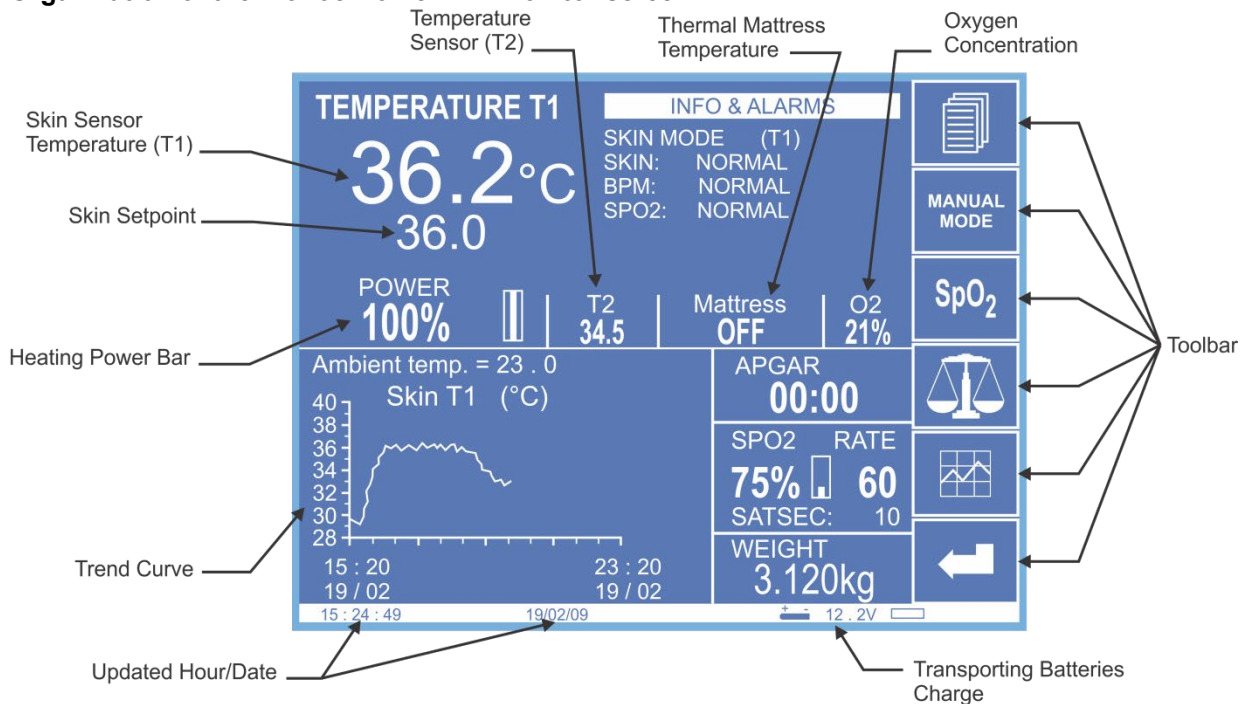 Temperature
Sensor (T2)
Thermal Mattress
Temperature
Oxygen
Concentration
Skin Sensor
Temperature (T1)
Skin Setpoint
Heating Power Bar
Trend Curve
Updated Hour/Date
TEMPERATURE T1
36.2°C
36.0
INFO & ALARMS
SKIN MODE (T1)
SKIN: NORMAL
BPM: NORMAL
SPO2: NORMAL
POWER
100%
T2
34.5
Mattress
OFF
O2
21%
Ambient temp. = 23 . 0
Skin T1 (°C)
40
38
36
34
32
30
28
15 : 20
19 / 02
23 : 20
19 / 02
APGAR
00:00
SPO2 RATE
75% 60
SATSEC: 10
WEIGHT
3.120kg
15 : 24 : 49 19/02/09 + - 12 . 2V
MANUAL
MODE
SpO2
Toolbar
Transporting Batteries
Charge